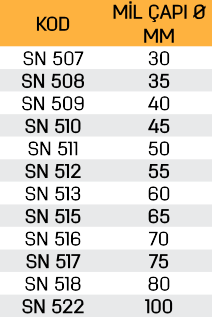 KOD MİL ÇAPI Ø MM
SN 507 30
SN 508 35
SN 509 40
SN 510 45
SN 511 50
SN 512 55
SN 513 60
SN 515 65
SN 516 70
SN 517 75
SN 518 80
SN 522 100